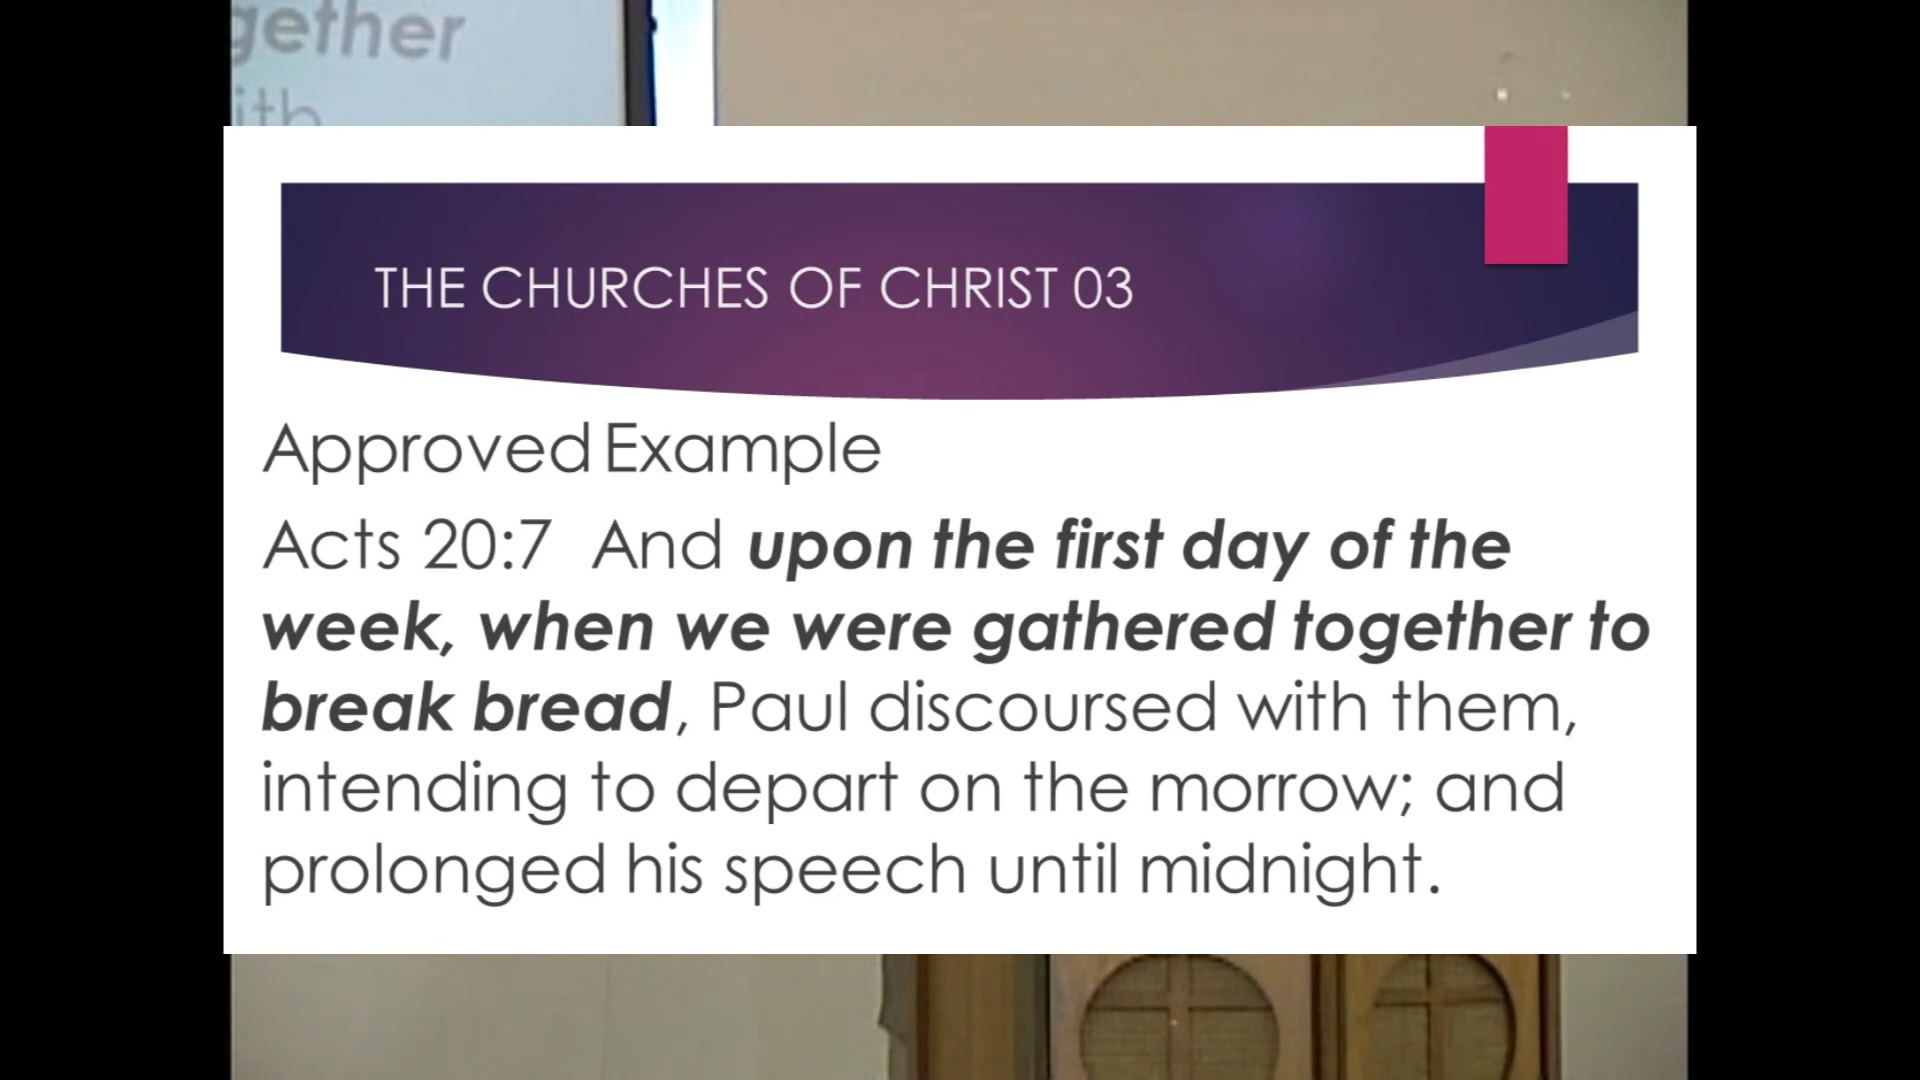 gether
ith
THE CHURCHES OF CHRIST 03
Approved Example
Acts 20:7 And upon the first day of the
week, when we were gathered together to
break bread, Paul discoursed with them,
intending to depart on the morrow; and
prolonged his speech until midnight.